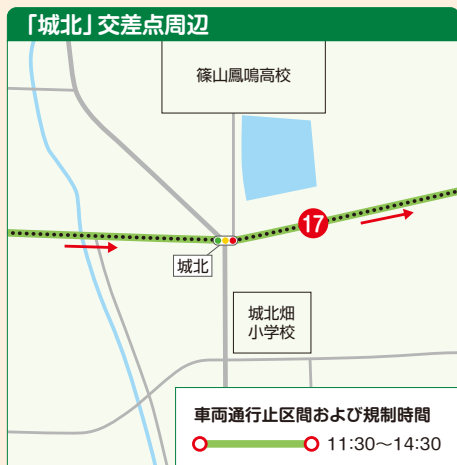 「城北」交差点周辺
篠山鳳鳴高校
17
城北
城北畑
小学校
車両通行止区間および規制時間
11:30〜14:30